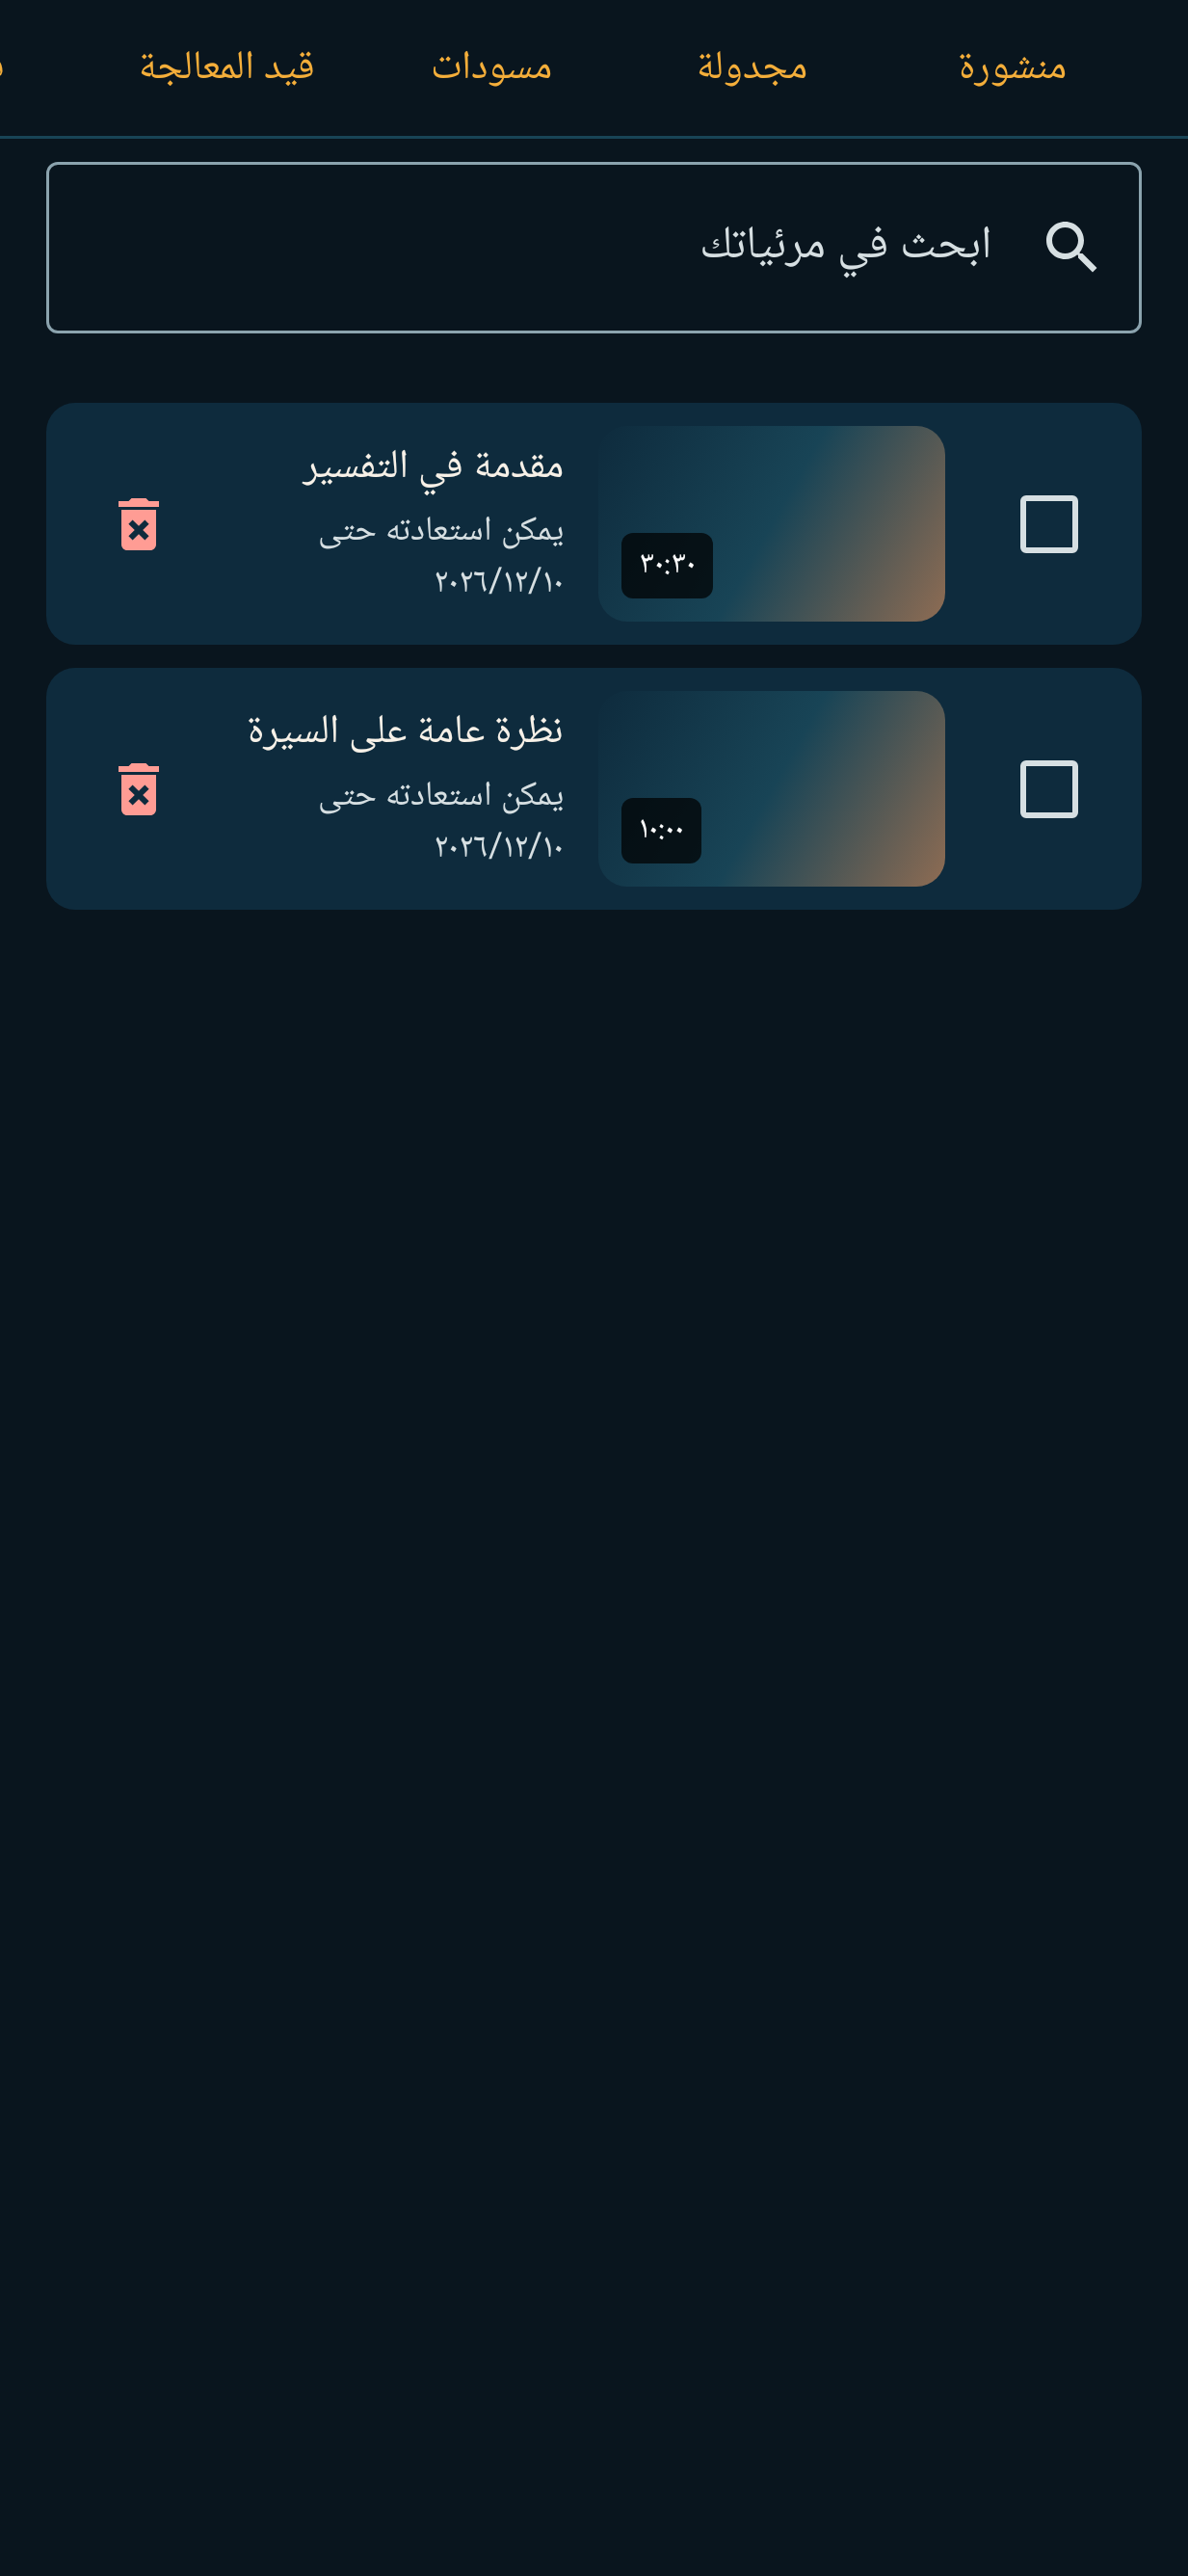 منشورة
مجدولة
مسودات
قيد المعالجة
ابحث في مرئياتك
مقدمة في التفسير
يمكن استعادته حتى
٢٠٢٦/١٢/١٠
٣٠:٣٠
نظرة عامة على السيرة
يمكن استعادته حتى
٢٠٢٦/١٢/١٠
١٠:٠٠